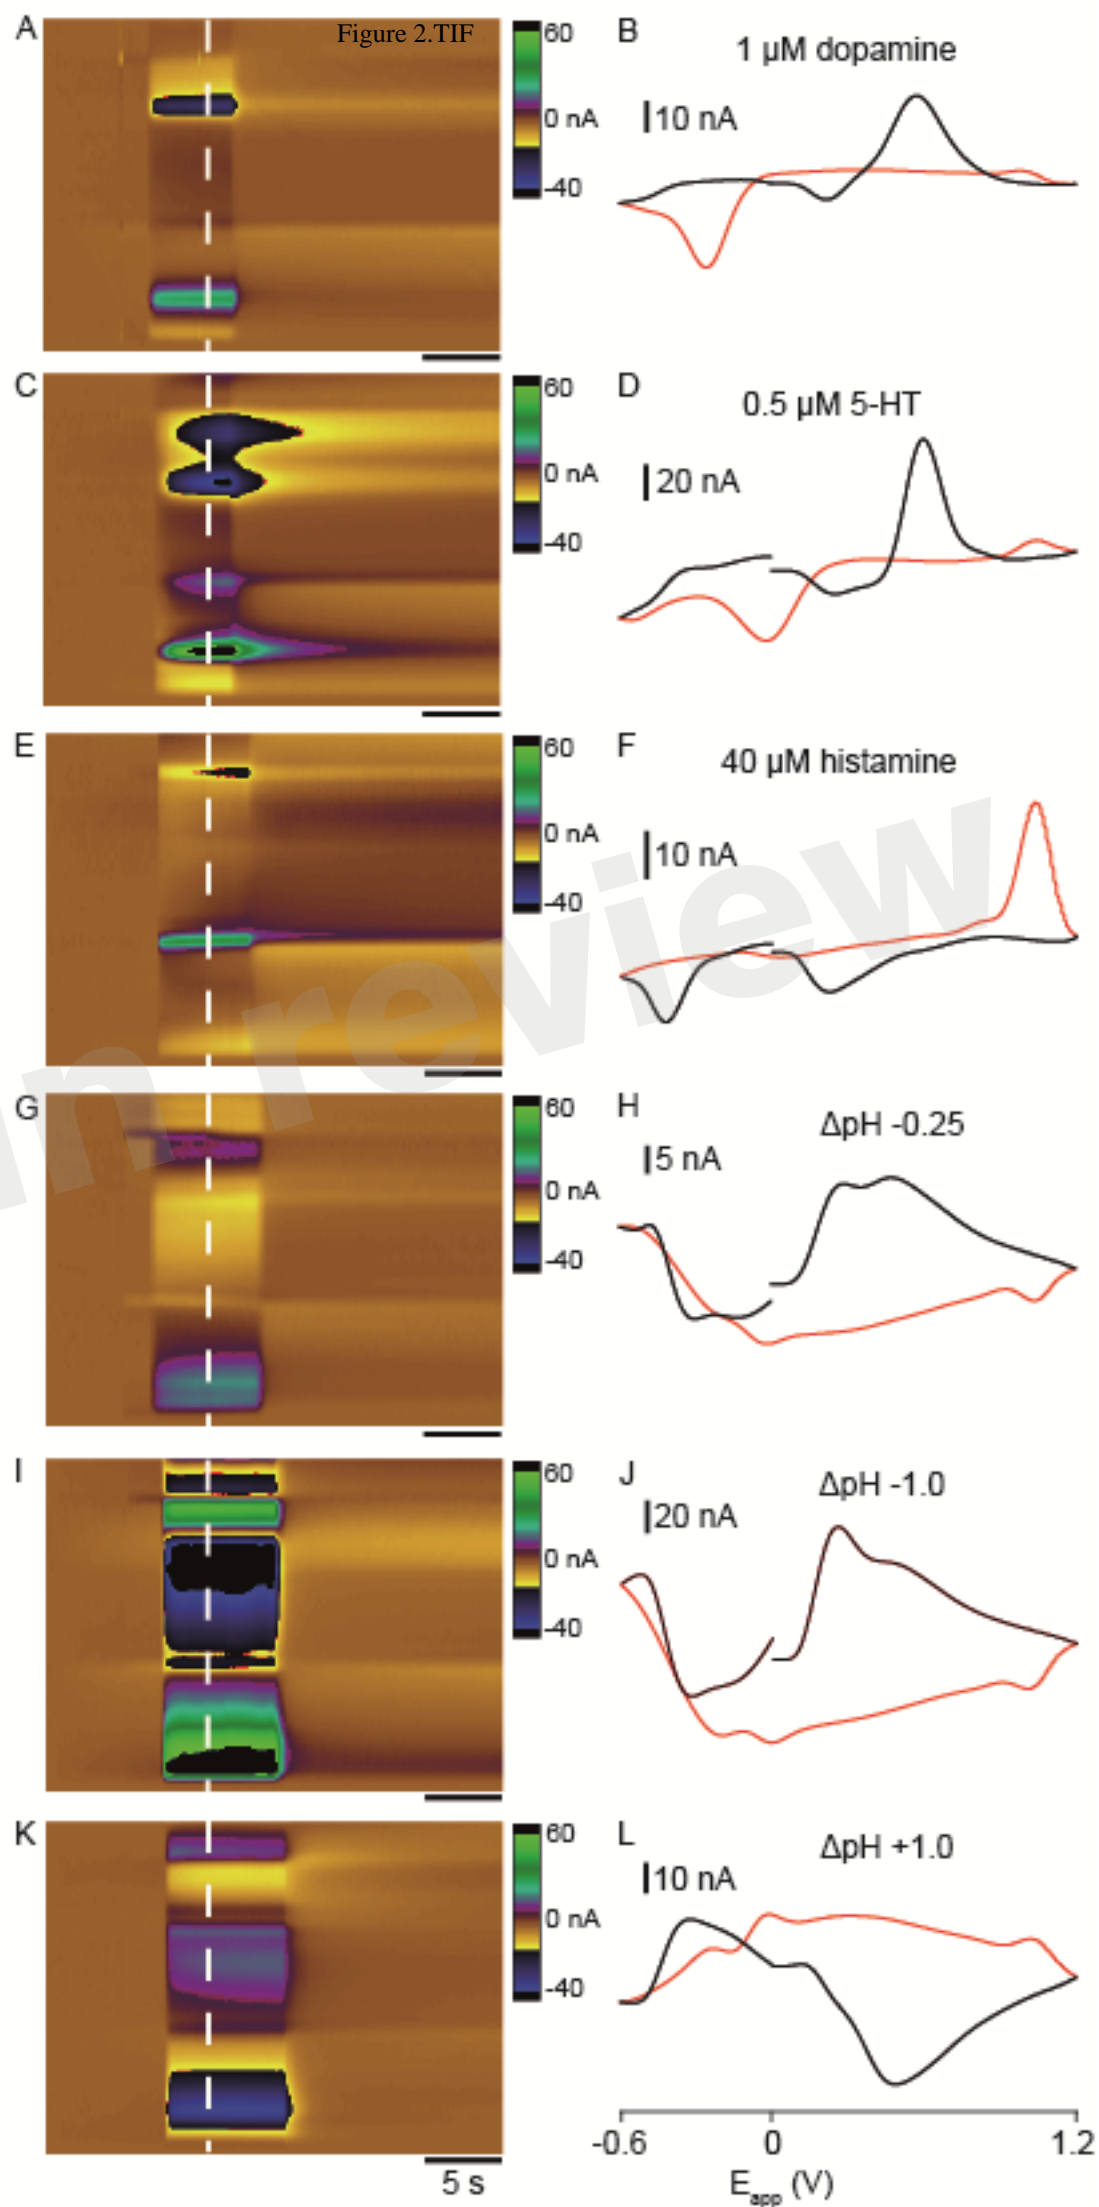 A
Figure 2.TIF
60
0 nA
-40
B
1 µM dopamine
10 nA
C
60
0 nA
-40
D
0.5 µM 5-HT
20 nA
E
60
0 nA
-40
F
40 µM histamine
10 nA
G
60
0 nA
-40
H
ΔpH -0.25
5 nA
I
60
0 nA
-40
J
ΔpH -1.0
20 nA
K
60
0 nA
-40
L
ΔpH +1.0
10 nA
5 s
-0.6 0 1.2
Eapp (V)
In review